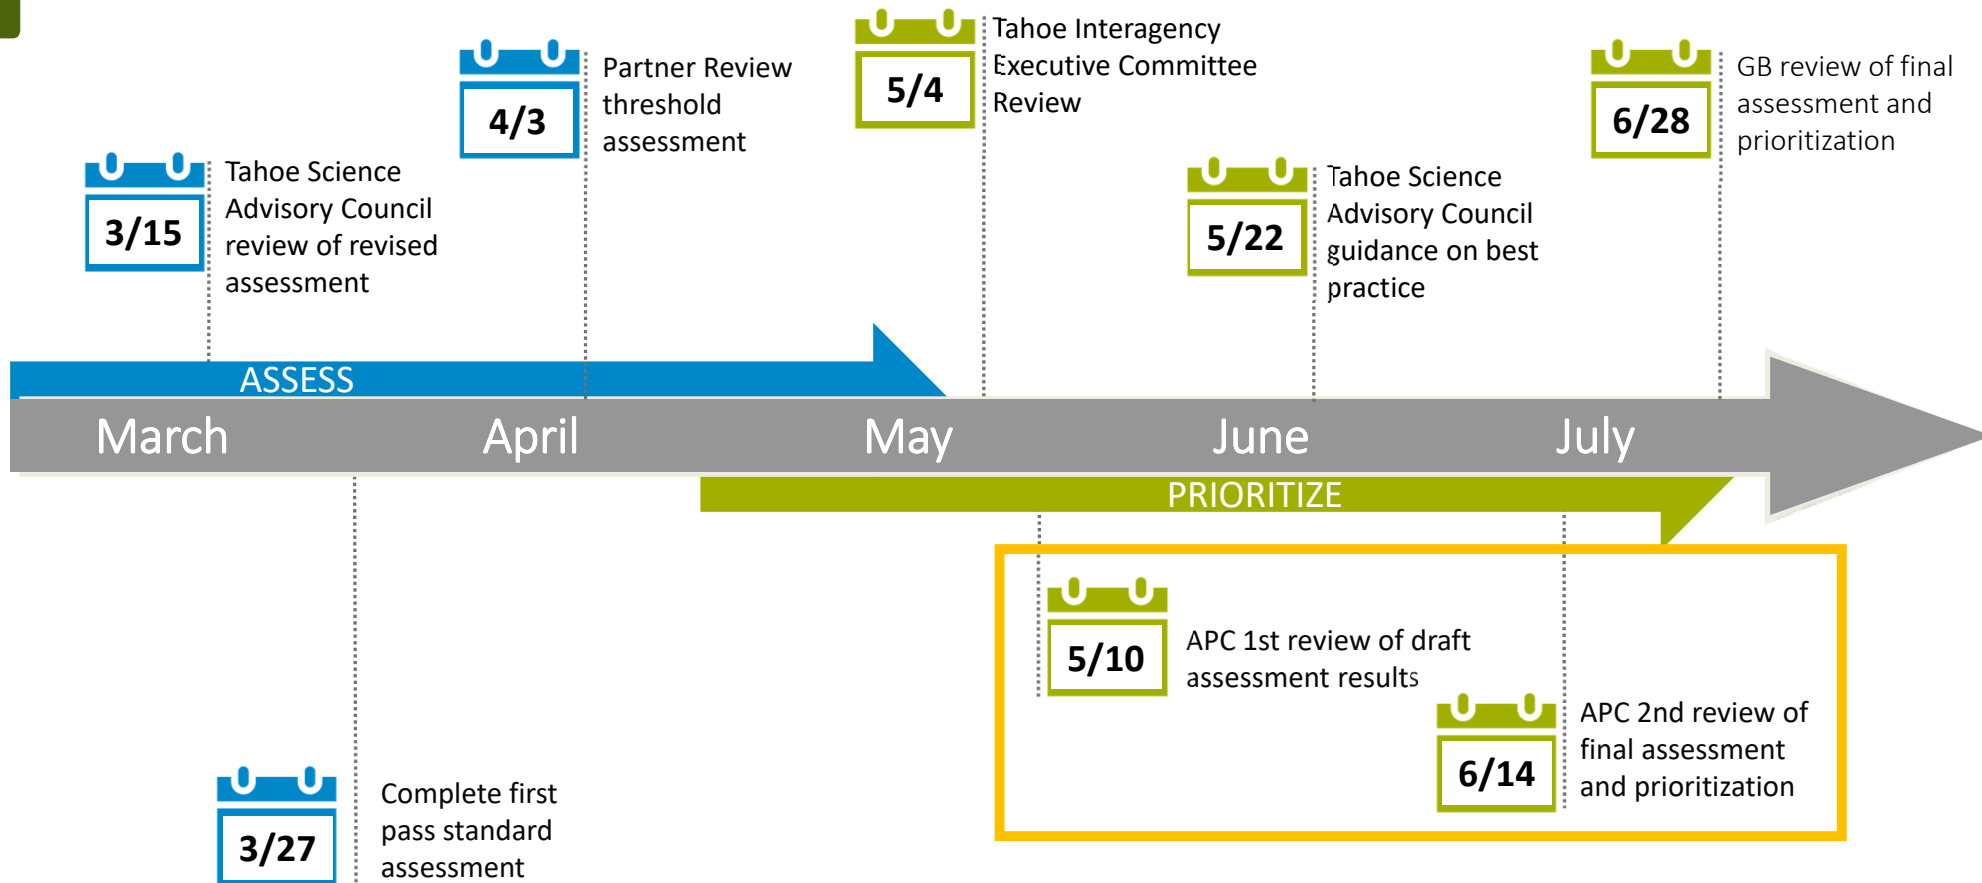 3/15
Tahoe Science
Advisory Council
review of revised
assessment
4/3
Partner Review
threshold
assessment
5/4
Tahoe Interagency
Executive Committee
Review
5/22
Tahoe Science
Advisory Council
guidance on best
practice
6/28
GB review of final
assessment and
prioritization
ASSESS
March
April
May
June
July
PRIORITIZE
3/27
Complete first
pass standard
assessment
5/10
APC 1st review of draft
assessment results
6/14
APC 2nd review of
final assessment
and prioritization